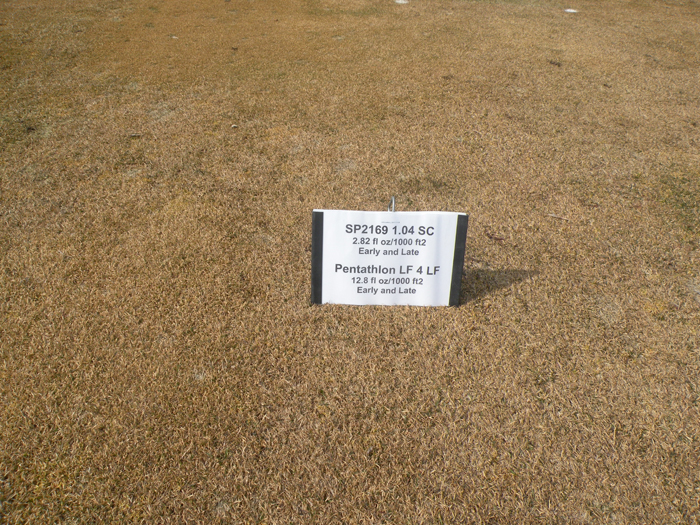 SP2169 1.04 SC
2.82 fl oz/1000 ft2
Early and Late
Pentathlon LF 4 LF
12.8 fl oz/1000 ft2
Early and Late